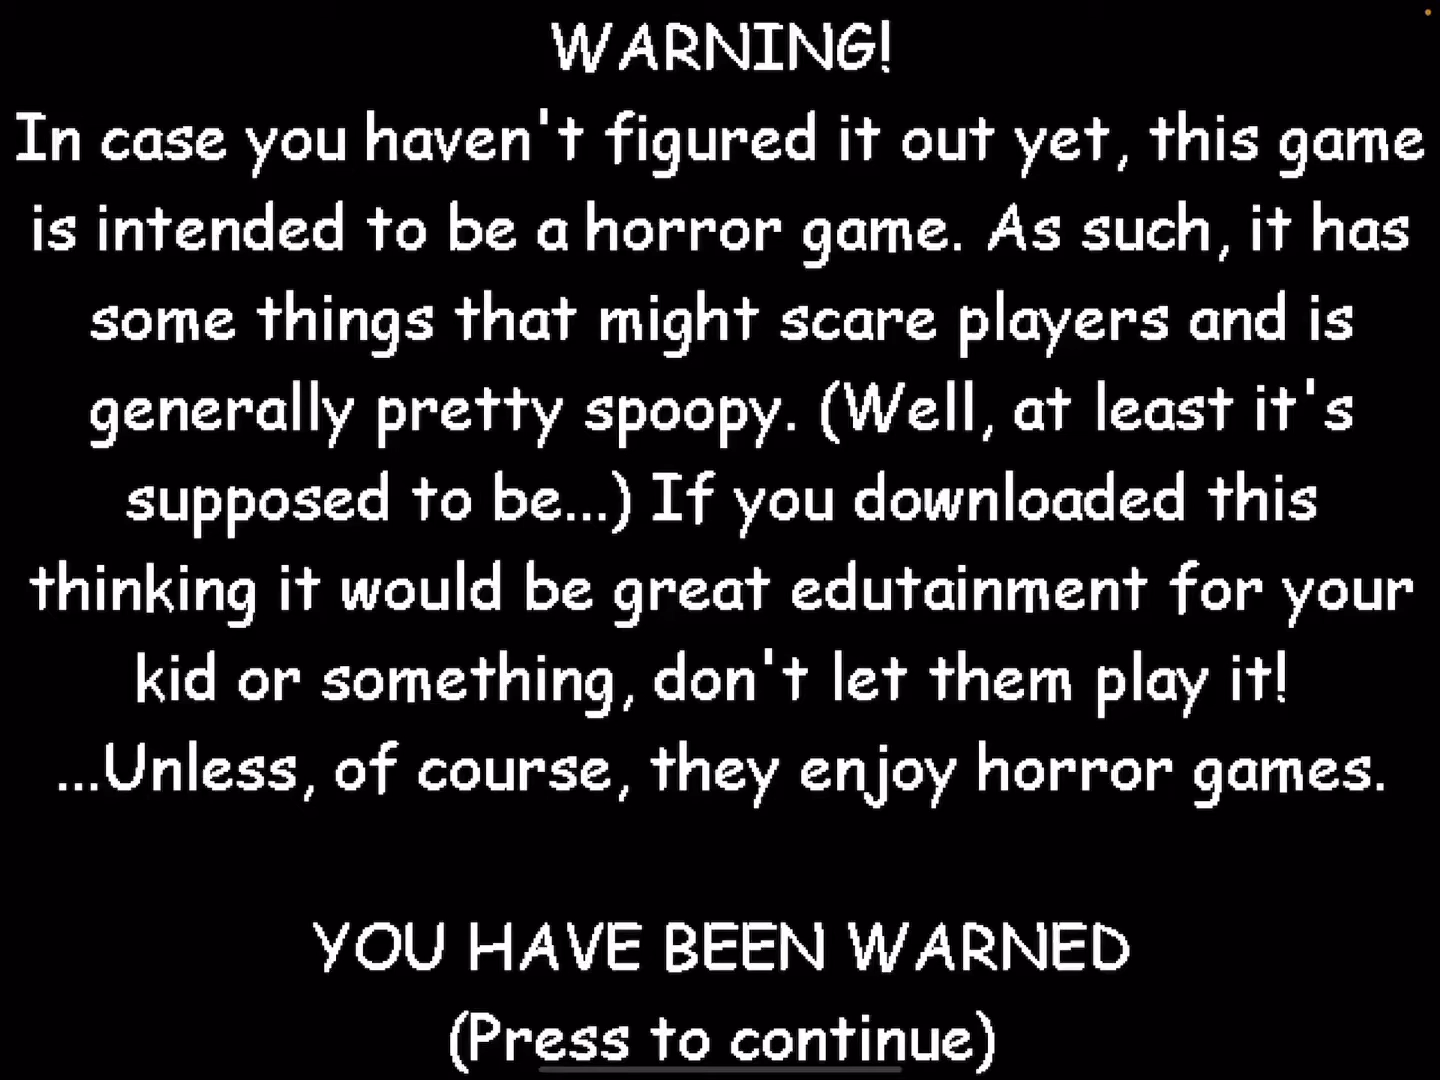 WARNING!
In case you haven't figured it out yet, this game
is intended to be a horror game. As such, it has
some things that might scare players and is
generally pretty spoopy. (Well, at least it's
supposed to be...) If you downloaded this
thinking it would be great edutainment for your
kid or something, don't let them play it!
...Unless, of course, they enjoy horror games.
YOU HAVE BEEN WARNED
(Press to continue)